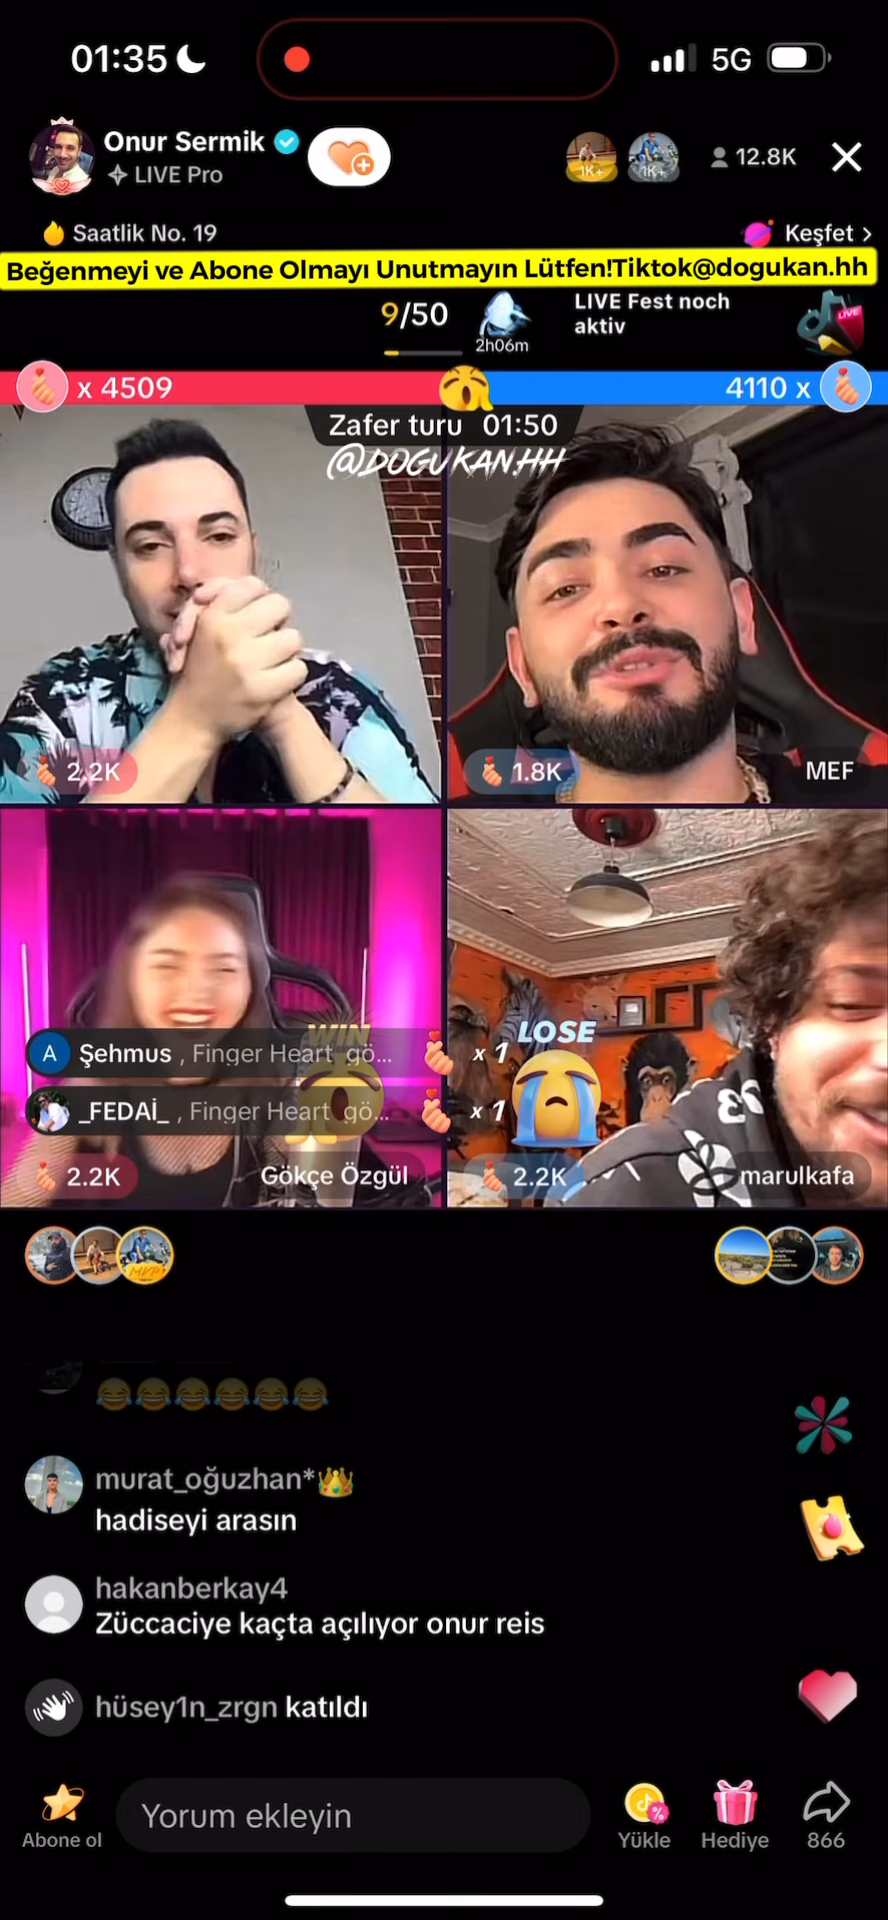 01:35
5G
Onur Sermik
LIVE Pro
1K+
1K+
12.8K
Saatlik No. 19
Keşfet >
Beğenmeyi ve Abone Olmayı Unutmayın Lütfen!Tiktok@dogukan.hh
9/50
2h06m
LIVE Fest noch
aktiv
LIVE
x 4509
4110 x
Zafer turu 01:50
@DOGUKAN.HH
2.2K
1.8K
MEF
WIN
LOSE
Şehmus , Finger Heart gö...
x 1
_FEDAİ_ , Finger Heart gö...
x 1
A
2.2K
Gökçe Özgül
2.2K
marulkafa
MVP
😂😂😂😂😂😂
murat_oğuzhan*👑
hadiseyi arasın
hakanberkay4
Züccaciye kaçta açılıyor onur reis
hüsey1n_zrgn katıldı
Abone ol
Yorum ekleyin
Yükle
Hediye
866